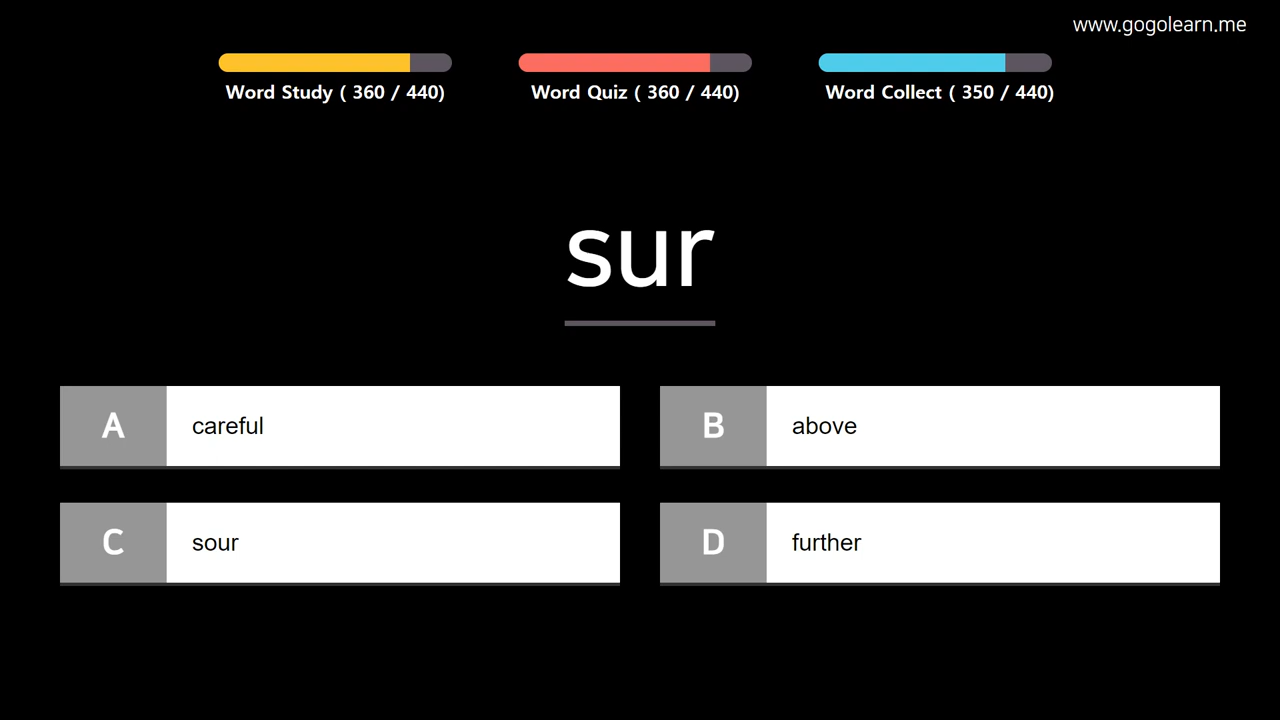 www.gogolearn.me
Word Study ( 360 / 440)
Word Quiz ( 360 / 440)
Word Collect ( 350 / 440)
sur
A careful
B above
C sour
D further